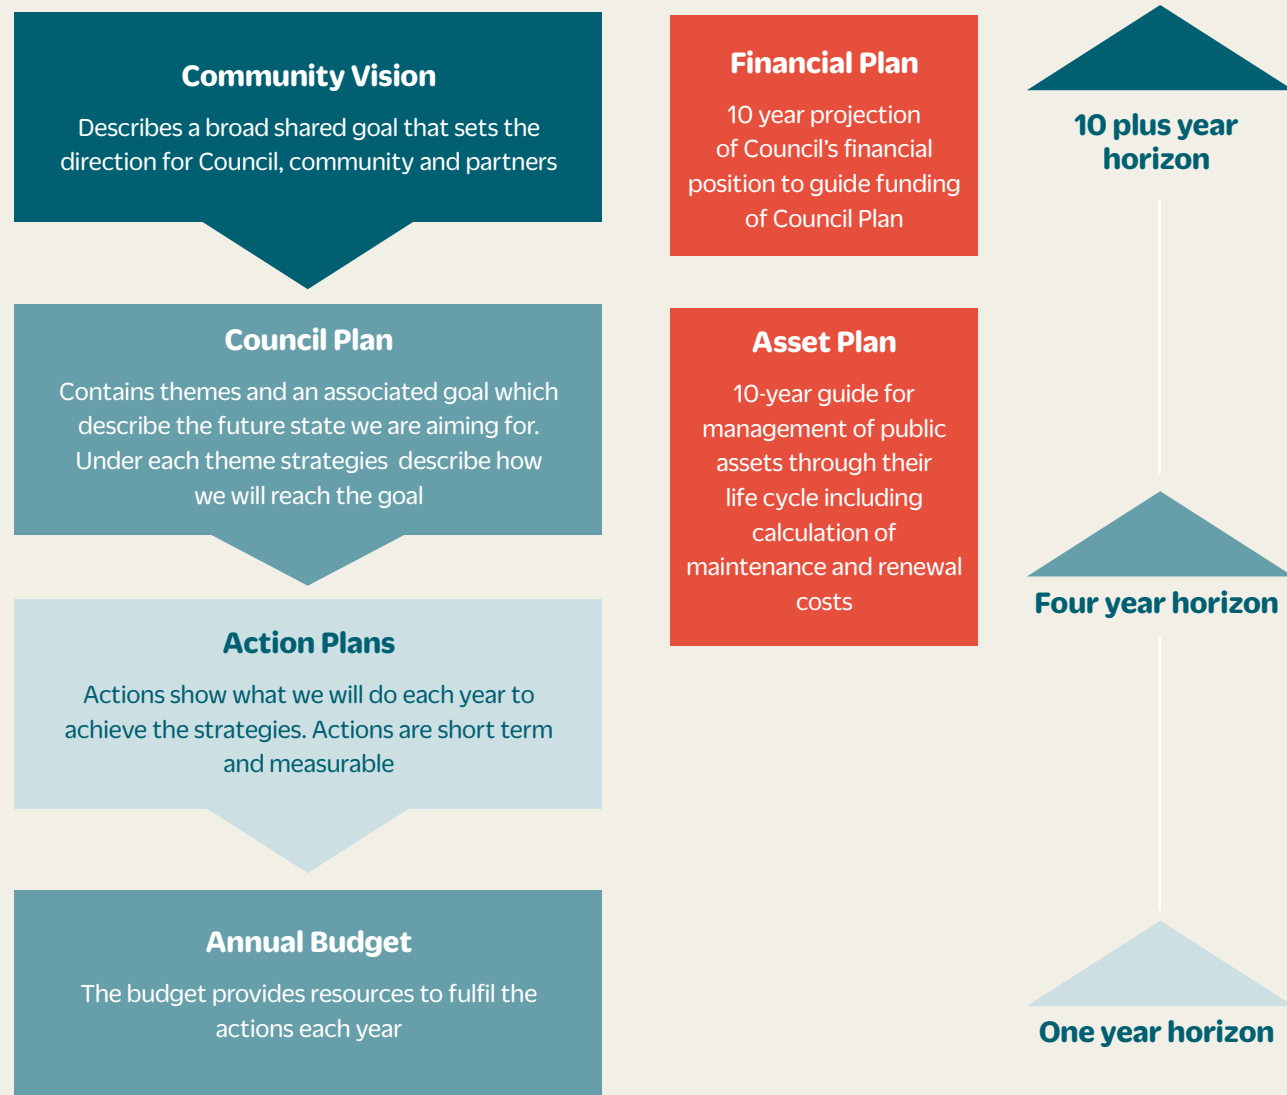 Community Vision
Describes a broad shared goal that sets the
direction for Council, community and partners
Council Plan
Contains themes and an associated goal which
describe the future state we are aiming for.
Under each theme strategies  describe how
we will reach the goal
Action Plans
Actions show what we will do each year to
achieve the strategies. Actions are short term
and measurable
Annual Budget
The budget provides resources to fulfil the
actions each year
Financial Plan
10 year projection
of Council's financial
position to guide funding
of Council Plan
Asset Plan
10-year guide for
management of public
assets through their
life cycle including
calculation of
maintenance and renewal
costs
10 plus year
horizon
Four year horizon
One year horizon